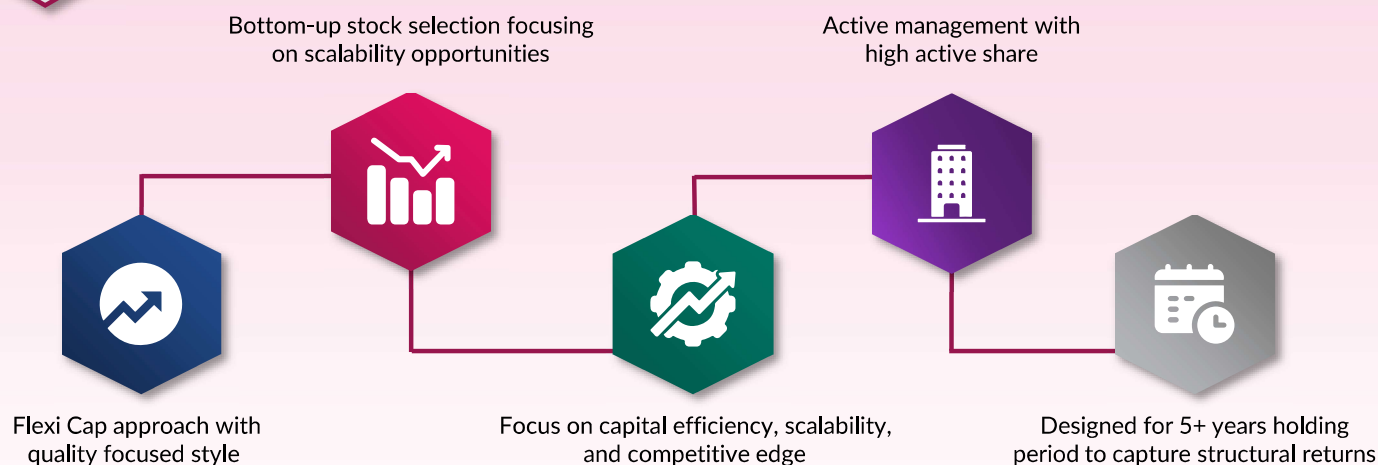 Bottom-up stock selection focusing
on scalability opportunities
Active management with
high active share
Flexi Cap approach with
quality focused style
Focus on capital efficiency, scalability,
and competitive edge
Designed for 5+ years holding
period to capture structural returns